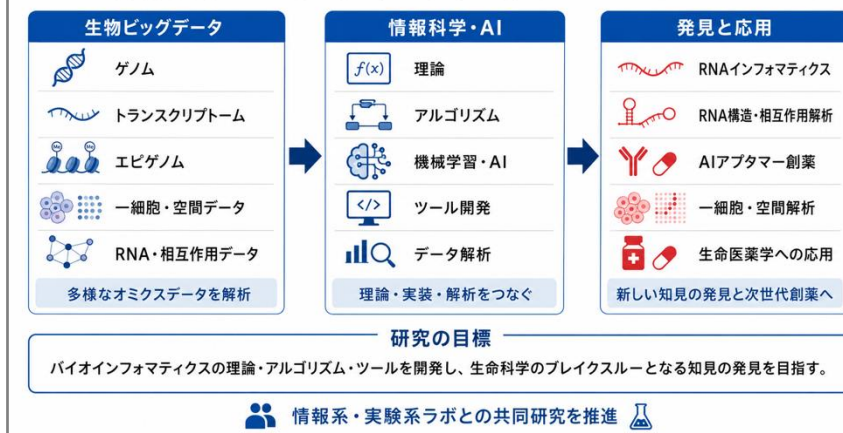 生物ビッグデータ
ゲノム
トランスクリプトーム
Me
Me
エピゲノム
一細胞・空間データ
RNA・相互作用データ
多様なオミクスデータを解析
情報科学・AI
f(x)
理論
アルゴリズム
機械学習・AI
</>
ツール開発
データ解析
理論・実装・解析をつなぐ
発見と応用
RNAインフォマティクス
RNA構造・相互作用解析
AIアプタマー創薬
一細胞・空間解析
生命医薬学への応用
新しい知見の発見と次世代創薬へ
研究の目標
バイオインフォマティクスの理論・アルゴリズム・ツールを開発し、生命科学のブレイクスルーとなる知見の発見を目指す。
情報系・実験系ラボとの共同研究を推進